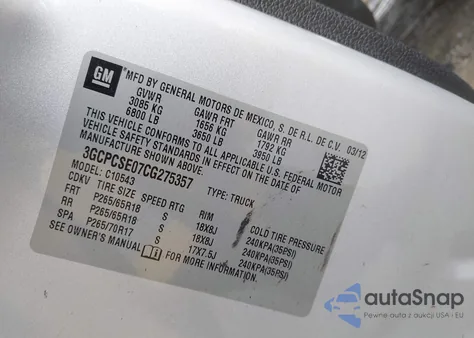 GM
MFD BY GENERAL MOTORS DE MEXICO, S. DE R.L. DE C.V. 03/12
GVWR GAWR FRT GAWR RR
3085 KG 1656 KG 1792 KG
6800 LB 3650 LB 3950 LB
THIS VEHICLE CONFORMS TO ALL APPLICABLE U.S. FEDERAL MOTOR
VEHICLE SAFETY STANDARDS IN EFFECT ON THE DATE OF
MANUFACTURE SHOWN ABOVE.
3GCPCSE07CG275357 TYPE: TRUCK
MODEL: C10543
CDKV TIRE SIZE SPEED RTG RIM COLD TIRE PRESSURE
FRT P265/65R18 S 18X8J 240KPA(35PSI)
RR P265/65R18 S 18X8J 240KPA(35PSI)
SPA P265/70R17 S 17X7.5J 240KPA(35PSI)
SEE OWNER'S MANUAL FOR MORE INFORMATION
autoSnap
Pewne auta z aukcji USA i EU